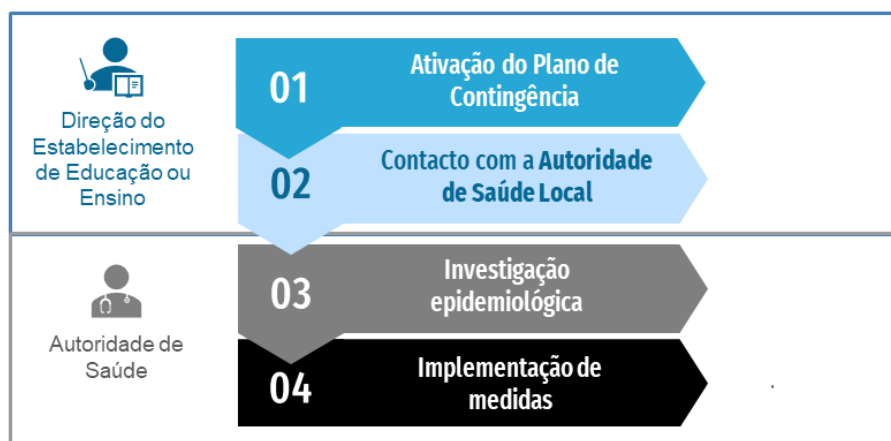 Direção do
Estabelecimento
de Educação ou
Ensino
01
Ativação do Plano de
Contingência
02
Contacto com a Autoridade
de Saúde Local
Autoridade de
Saúde
03
Investigação
epidemiológica
04
Implementação de
medidas
.